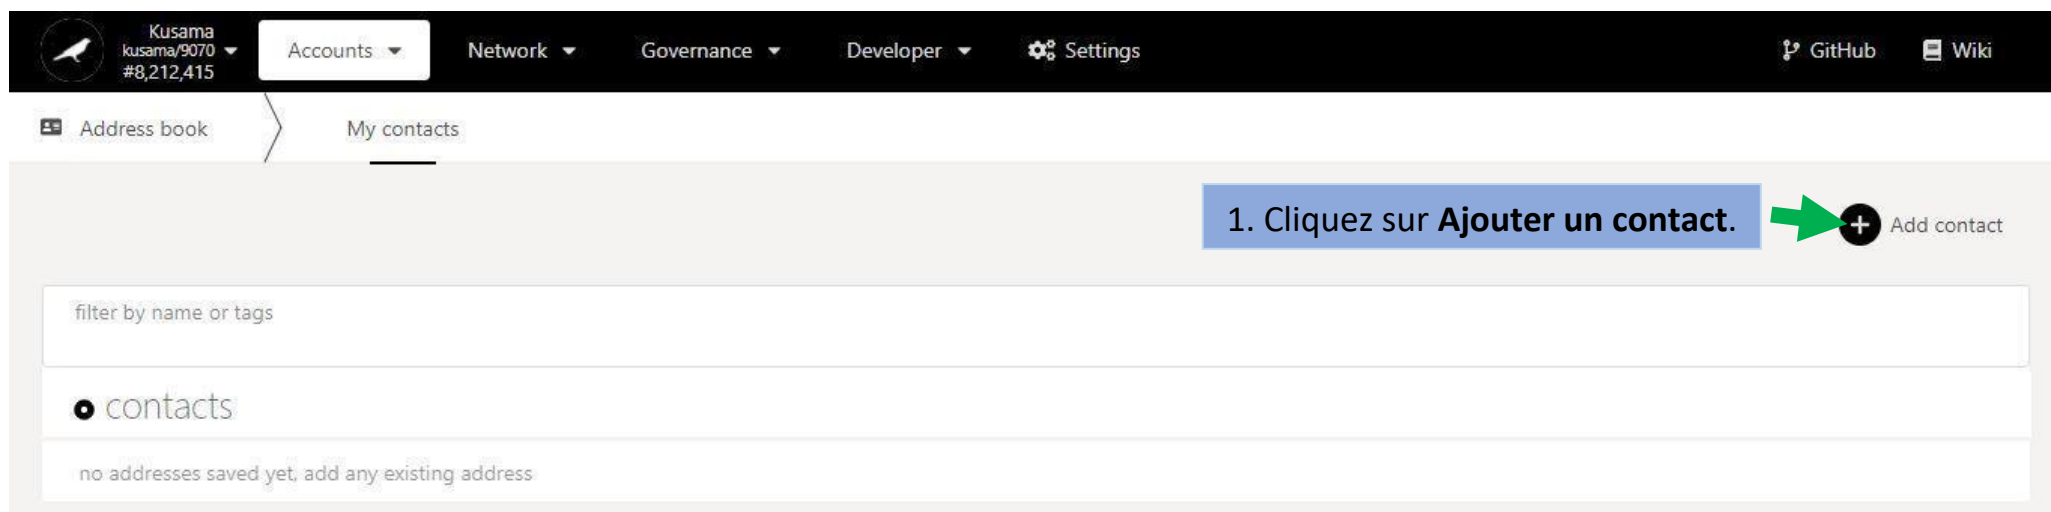 Kusama
kusama/9070
#8,212,415
Accounts
Network
Governance
Developer
Settings
GitHub
Wiki
Address book
My contacts
1. Cliquez sur Ajouter un contact.
Add contact
filter by name or tags
contacts
no addresses saved yet, add any existing address